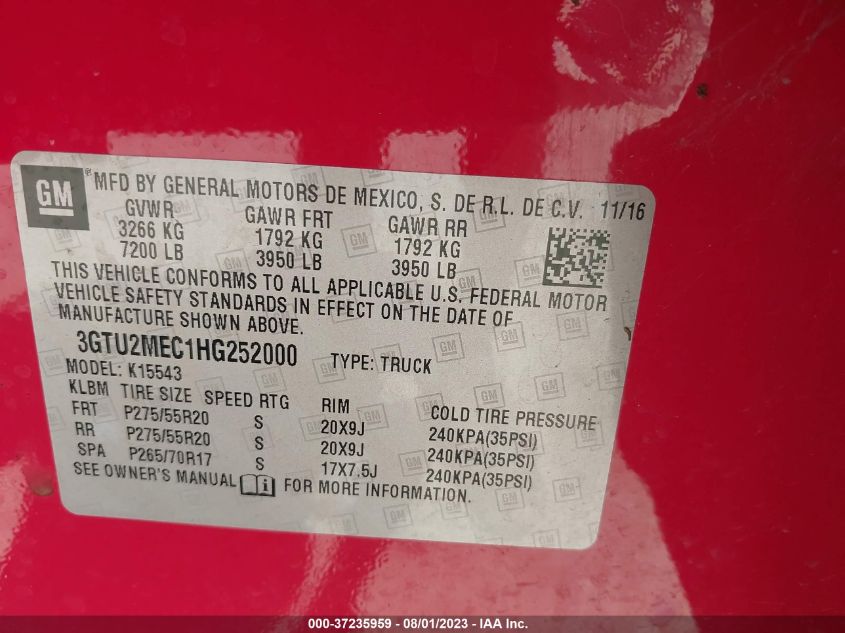 GM ® MFD BY GENERAL MOTORS DE MEXICO, S. DE R.L. DE C.V. 11/16
GVWR GAWR FRT GAWR RR
3266 KG 1792 KG 1792 KG
7200 LB 3950 LB 3950 LB
THIS VEHICLE CONFORMS TO ALL APPLICABLE U.S. FEDERAL MOTOR
VEHICLE SAFETY STANDARDS IN EFFECT ON THE DATE OF
MANUFACTURE SHOWN ABOVE.
3GTU2MEC1HG252000 TYPE: TRUCK
MODEL: K15543
KLBM TIRE SIZE SPEED RTG RIM COLD TIRE PRESSURE
FRT P275/55R20 S 20X9J 240KPA(35PSI)
RR P275/55R20 S 20X9J 240KPA(35PSI)
SPA P265/70R17 S 17X7.5J 240KPA(35PSI)
SEE OWNER'S MANUAL FOR MORE INFORMATION.
000-37235959 - 08/01/2023 - IAA Inc.